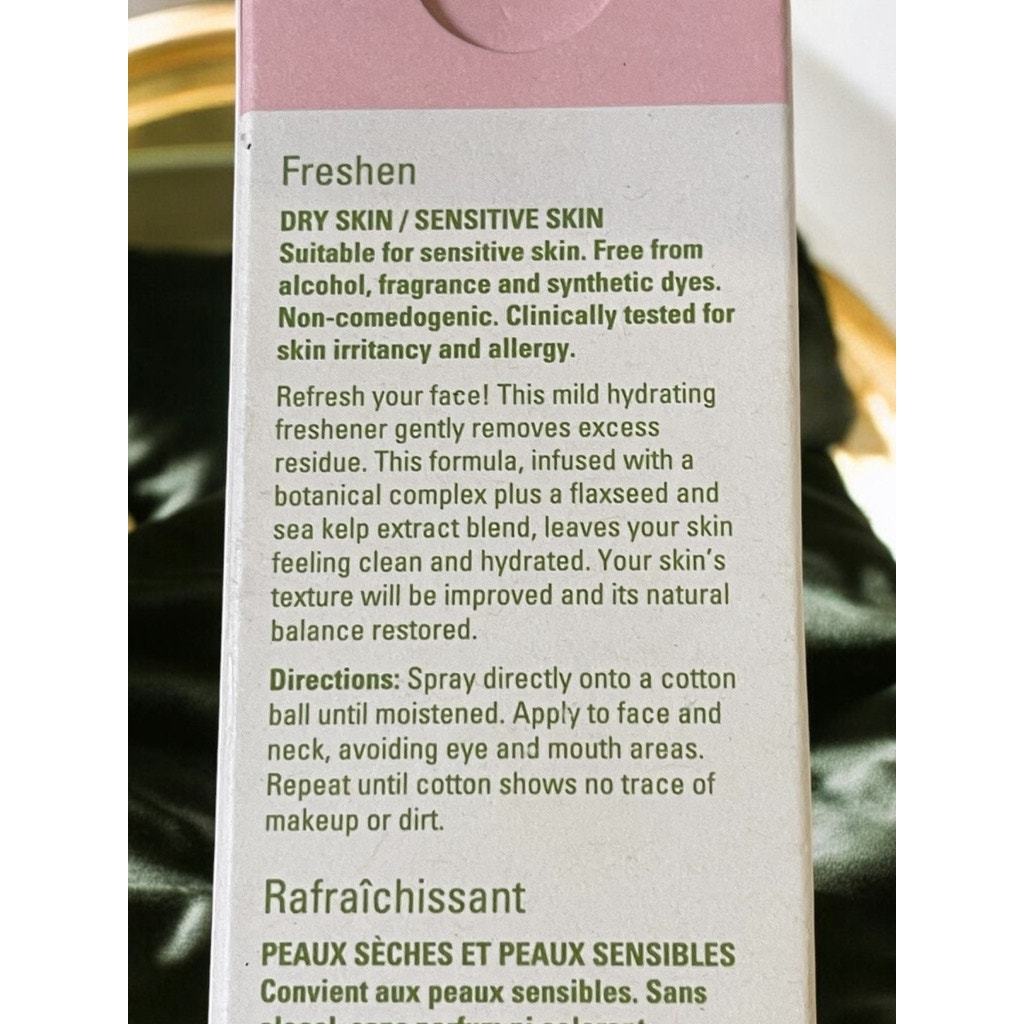 Freshen
DRY SKIN / SENSITIVE SKIN
Suitable for sensitive skin. Free from
alcohol, fragrance and synthetic dyes.
Non-comedogenic. Clinically tested for
skin irritancy and allergy.
Refresh your face! This mild hydrating
freshener gently removes excess
residue. This formula, infused with a
botanical complex plus a flaxseed and
sea kelp extract blend, leaves your skin
feeling clean and hydrated. Your skin's
texture will be improved and its natural
balance restored.
Directions: Spray directly onto a cotton
ball until moistened. Apply to face and
neck, avoiding eye and mouth areas.
Repeat until cotton shows no trace of
makeup or dirt.
Rafraîchissant
PEAUX SÈCHES ET PEAUX SENSIBLES
Convient aux peaux sensibles. Sans